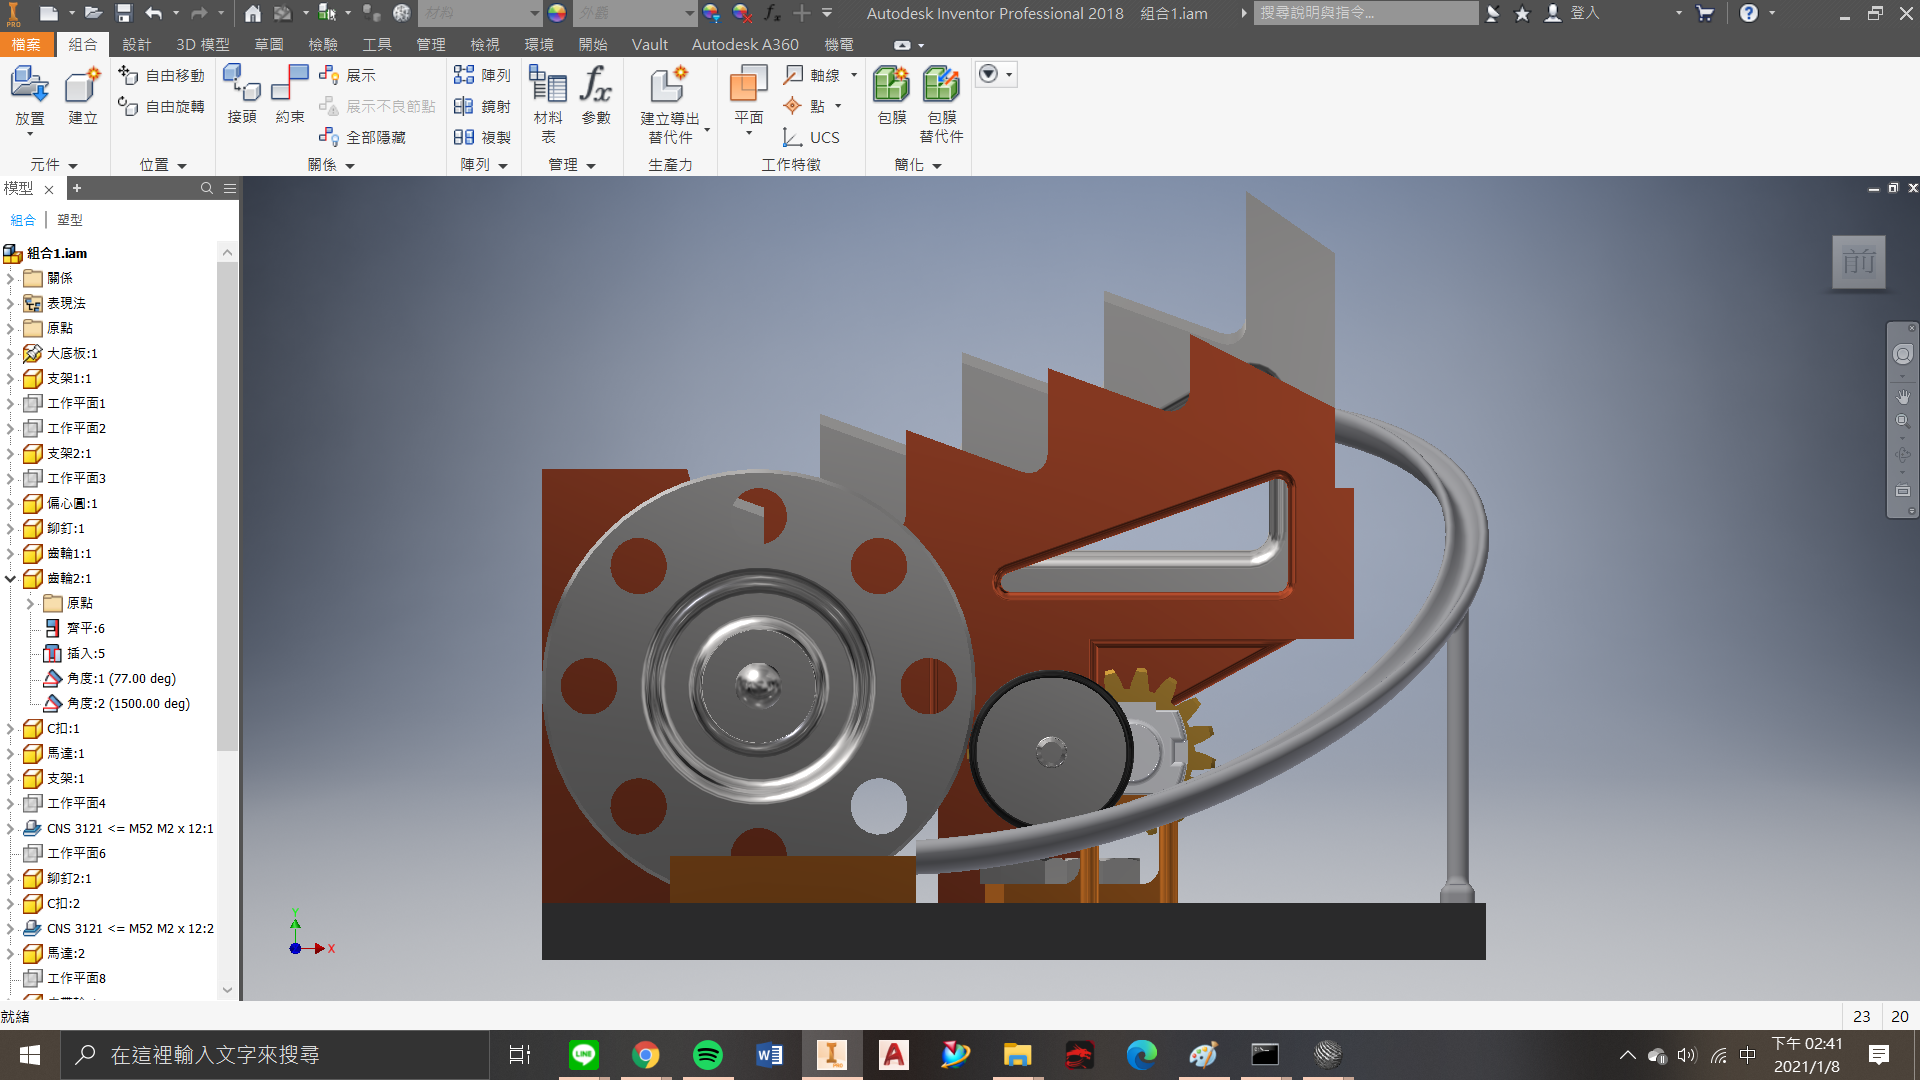 PRO
材料
外觀
Autodesk Inventor Professional 2018 組合1.iam
搜尋說明與指令...
登入
檔案 組合 設計 3D 模型 草圖 檢驗 工具 管理 檢視 環境 開始 Vault Autodesk A360 機電
放置
建立
自由移動
自由旋轉
接頭
約束
展示
展示不良節點
全部隱藏
陣列
鏡射
複製
材料
表
參數
建立導出
替代件
平面
軸線
點
UCS
包膜
包膜
替代件
元件
位置
關係
陣列
管理
生產力
工作特徵
簡化
模型
組合 | 塑型
組合1.iam
關係
表現法
原點
大底板:1
支架1:1
工作平面1
工作平面2
支架2:1
工作平面3
偏心圓:1
鉚釘:1
齒輪1:1
齒輪2:1
原點
齊平:6
插入:5
角度:1 (77.00 deg)
角度:2 (1500.00 deg)
C扣:1
馬達:1
支架:1
工作平面4
CNS 3121 <= M52 M2 x 12:1
工作平面6
鉚釘2:1
C扣:2
CNS 3121 <= M52 M2 x 12:2
馬達:2
工作平面8
前
Y
X
就緒
23 20
在這裡輸入文字來搜尋
LINE
中
下午 02:41
2021/1/8